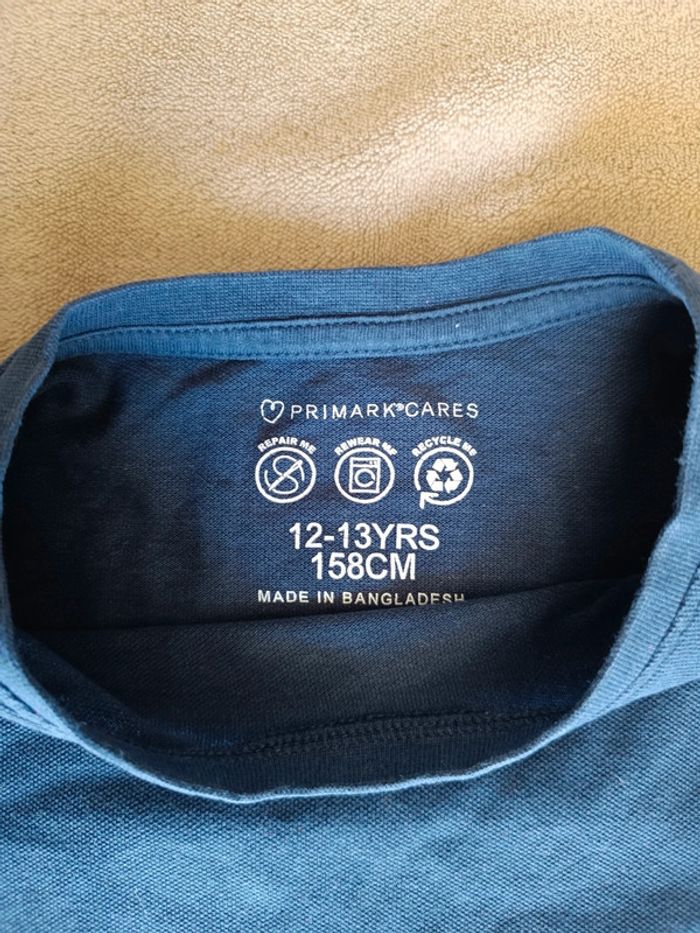 PRIMARK® CARES
REPAIR ME REWEAR ME RECYCLE ME
12-13YRS
158CM
MADE IN BANGLADESH